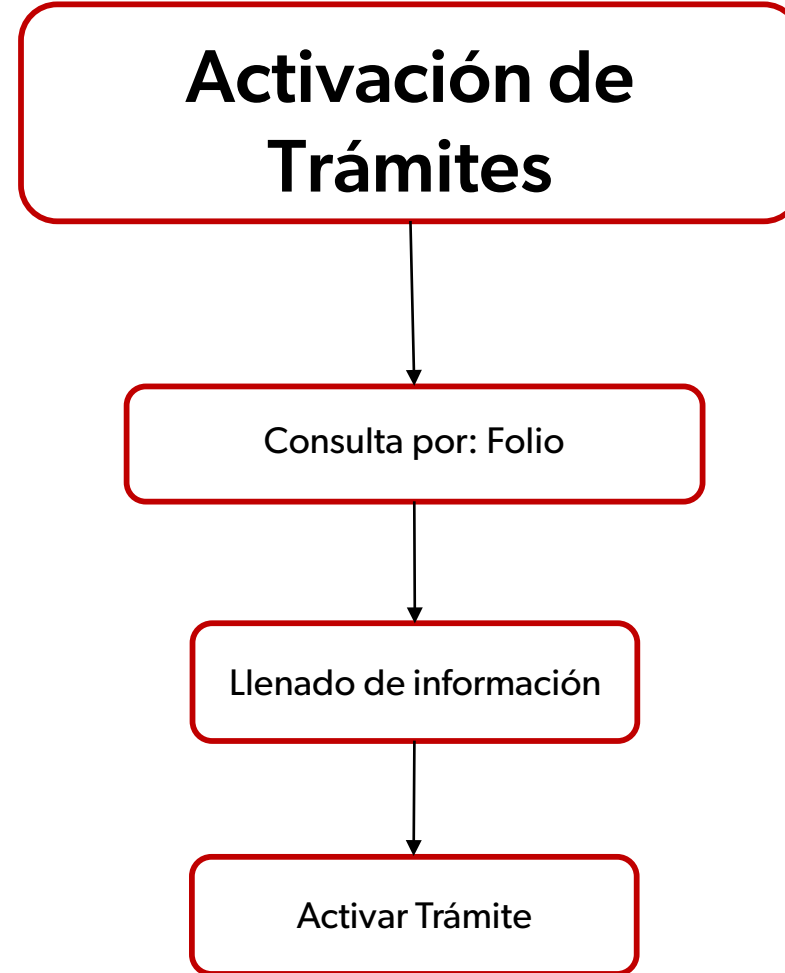 Activación de
Trámites
Consulta por: Folio
Llenado de información
Activar Trámite